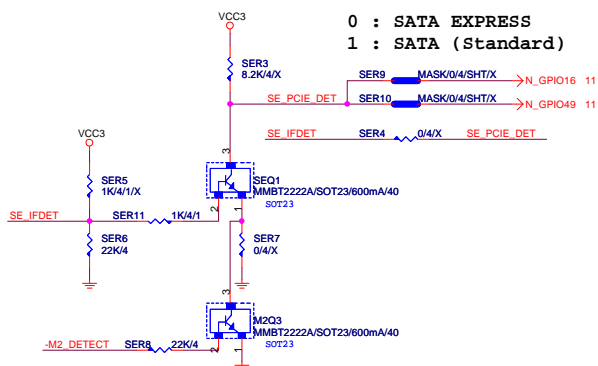 0 : SATA EXPRESS
1 : SATA (Standard)
VCC3
SER3
8.2K/4/X
SE_PCIE_DET
SER9
MASK/0/4/SHT/X
N_GPIO16 11
SER10
MASK/0/4/SHT/X
N_GPIO49 11
SE_IFDET
SER4
0/4/X
SE_PCIE_DET
VCC3
3
SEQ1
MMBT2222A/SOT23/600mA/40
SOT23
2
1
SER5
1K/4/1/X
SE_IFDET
SER11
1K/4/1
SER6
22K/4
SER7
0/4/X
3
M2Q3
MMBT2222A/SOT23/600mA/40
SOT23
2
1
-M2_DETECT
SER8
22K/4